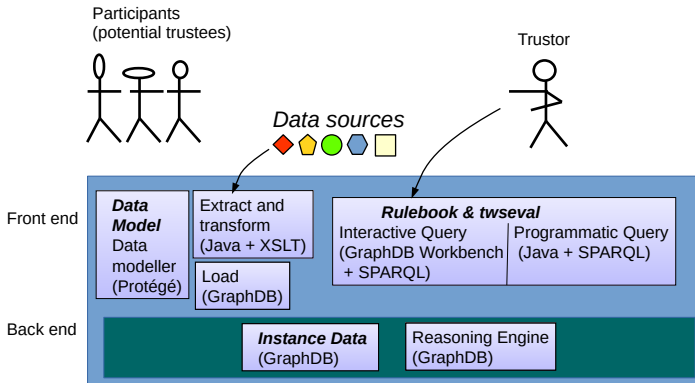 Participants
(potential trustees)
Trustor
Data sources
Front end
Data
Model
Data
modeller
(Protégé)
Extract and
transform
(Java + XSLT)
Load
(GraphDB)
Rulebook & twseval
Interactive Query
(GraphDB Workbench
+ SPARQL)
Programmatic Query
(Java + SPARQL)
Back end
Instance Data
(GraphDB)
Reasoning Engine
(GraphDB)